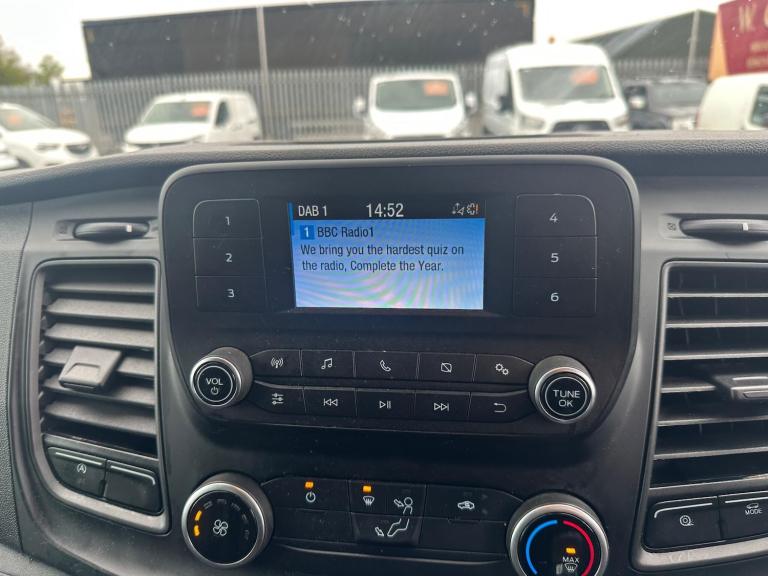 DAB 1 14:52
1 BBC Radio1
We bring you the hardest quiz on
the radio, Complete the Year.
1
2
3
4
5
6
VOL
TUNE
OK
A
MODE
MAX